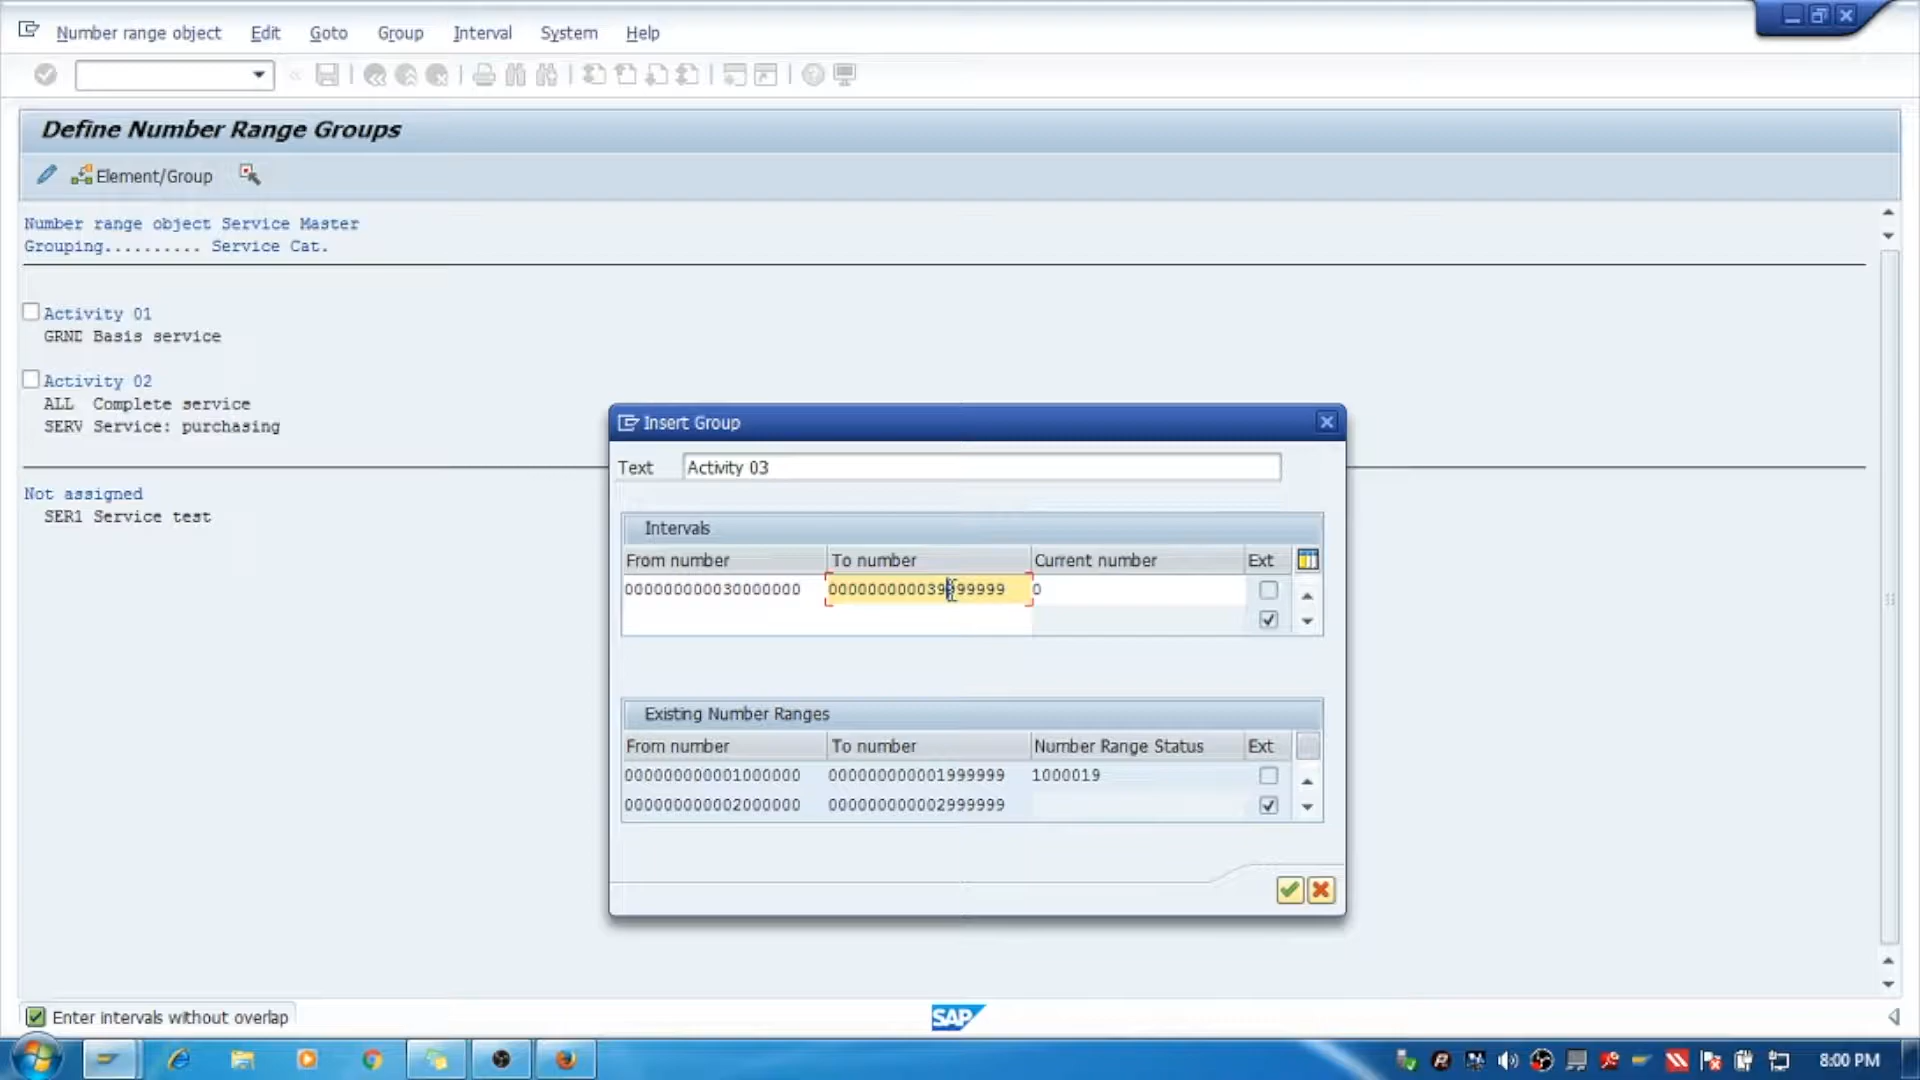 Number range object Edit Goto Group Interval System Help
Define Number Range Groups
Element/Group
Number range object Service Master
Grouping.......... Service Cat.
Activity 01
GRND Basis service
Activity 02
ALL Complete service
SERV Service: purchasing
Not assigned
SER1 Service test
Insert Group
Text Activity 03
Intervals
From number To number Current number Ext
000000000030000000 000000000039999999 0
Existing Number Ranges
From number To number Number Range Status Ext
000000000001000000 000000000001999999 1000019
000000000002000000 000000000002999999
Enter intervals without overlap
SAP
8:00 PM